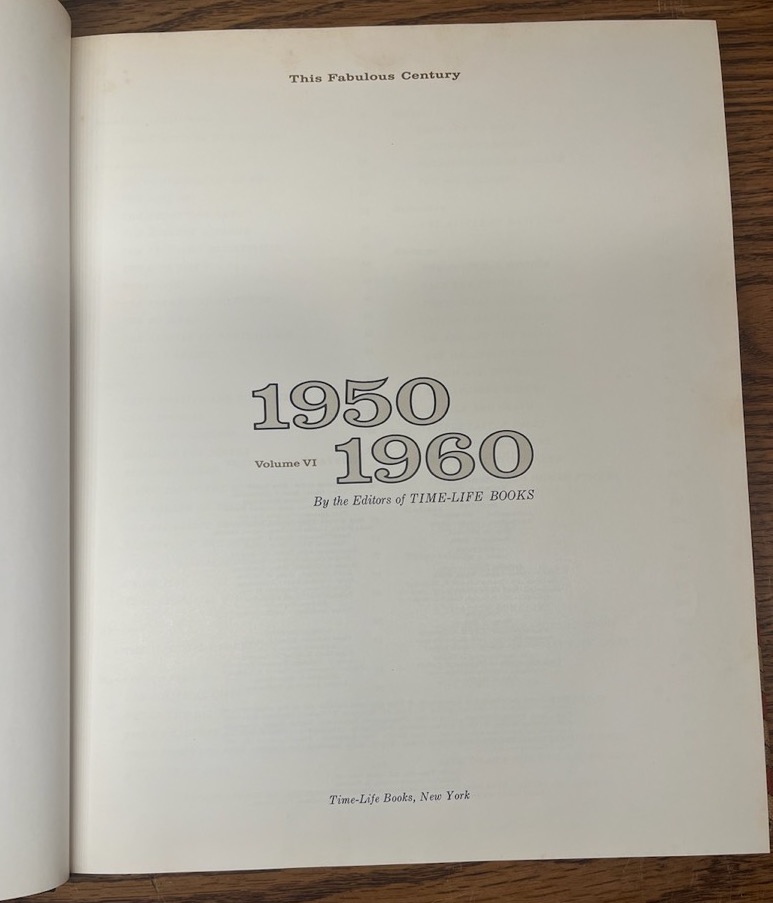 This Fabulous Century
1950
Volume VI 1960
By the Editors of TIME-LIFE BOOKS
Time-Life Books, New York